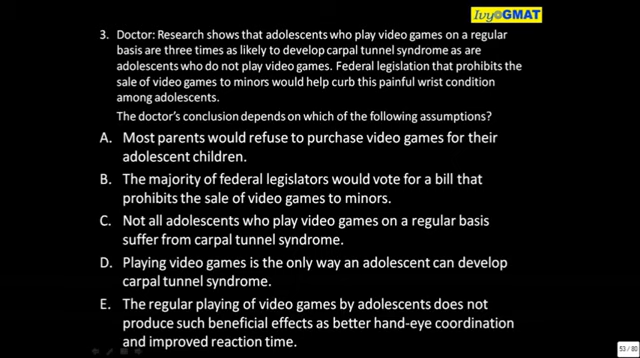 IvyGMAT
3. Doctor: Research shows that adolescents who play video games on a regular
basis are three times as likely to develop carpal tunnel syndrome as are
adolescents who do not play video games. Federal legislation that prohibits the
sale of video games to minors would help curb this painful wrist condition
among adolescents.
The doctor's conclusion depends on which of the following assumptions?
A. Most parents would refuse to purchase video games for their
adolescent children.
B. The majority of federal legislators would vote for a bill that
prohibits the sale of video games to minors.
C. Not all adolescents who play video games on a regular basis
suffer from carpal tunnel syndrome.
D. Playing video games is the only way an adolescent can develop
carpal tunnel syndrome.
E. The regular playing of video games by adolescents does not
produce such beneficial effects as better hand-eye coordination
and improved reaction time.
53 / 80